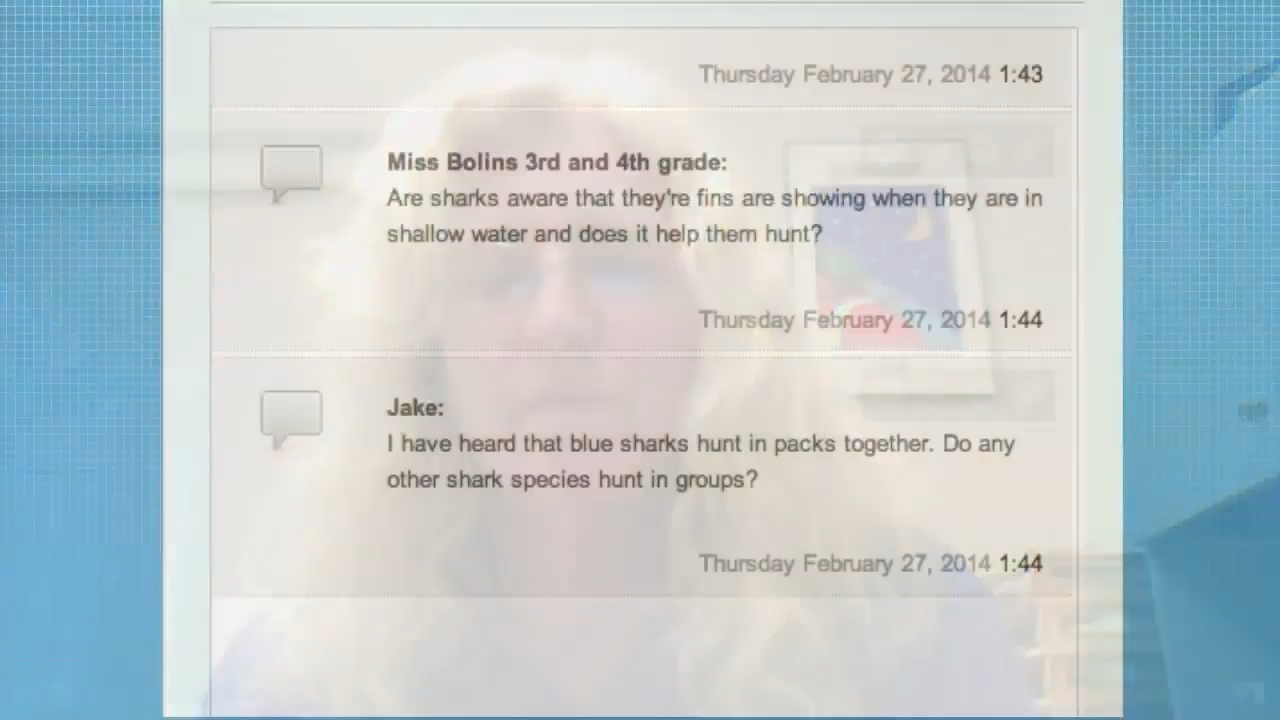 Thursday February 27, 2014 1:43
Miss Bolins 3rd and 4th grade:
Are sharks aware that they're fins are showing when they are in
shallow water and does it help them hunt?
Thursday February 27, 2014 1:44
Jake:
I have heard that blue sharks hunt in packs together. Do any
other shark species hunt in groups?
Thursday February 27, 2014 1:44